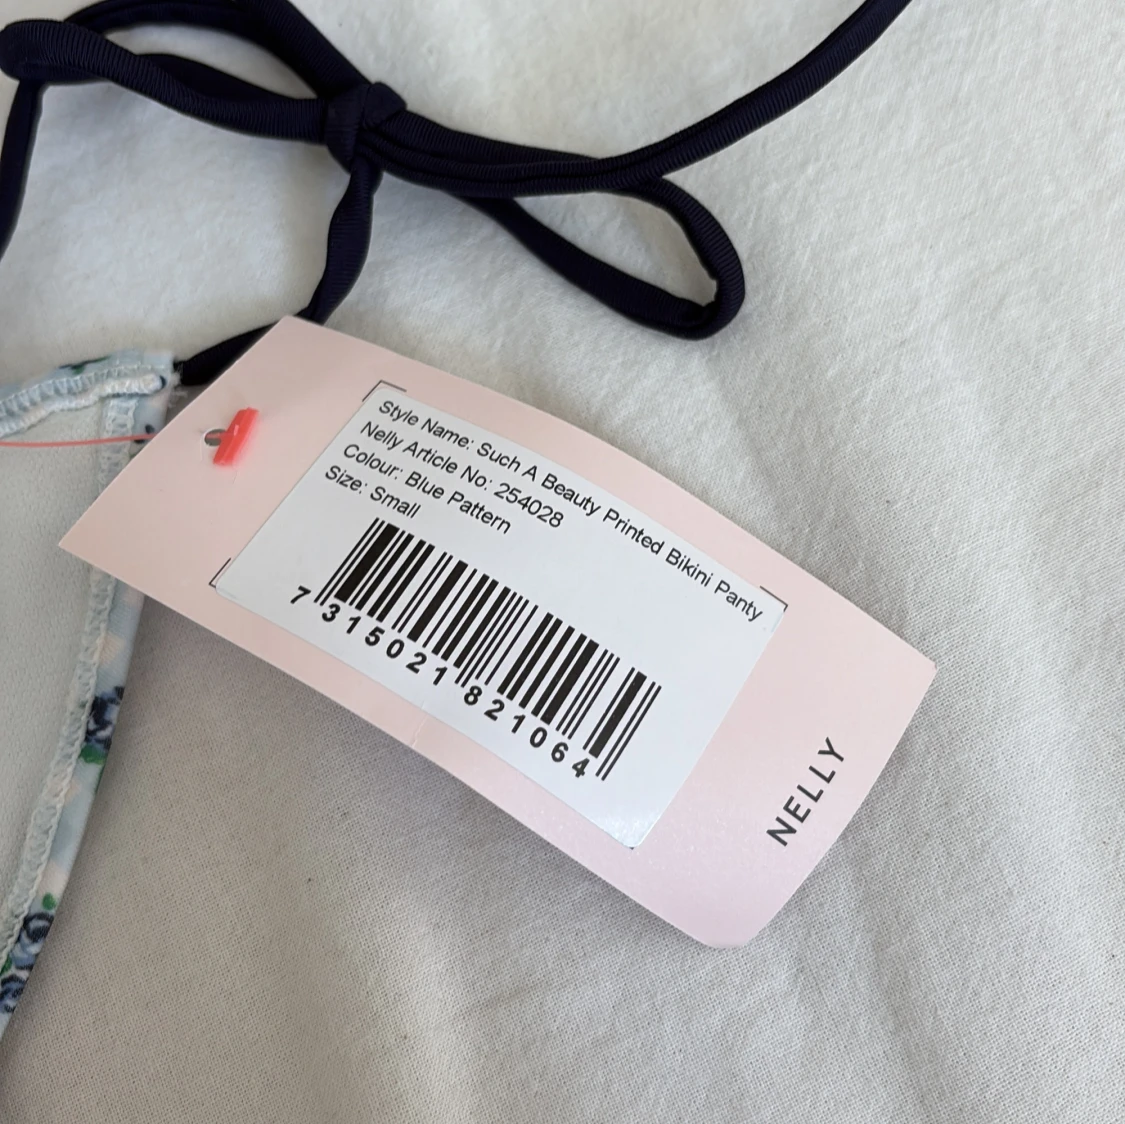 Style Name: Such A Beauty Printed Bikini Panty
Nelly Article No: 254028
Colour: Blue Pattern
Size: Small
7 315021 821064
NELLY